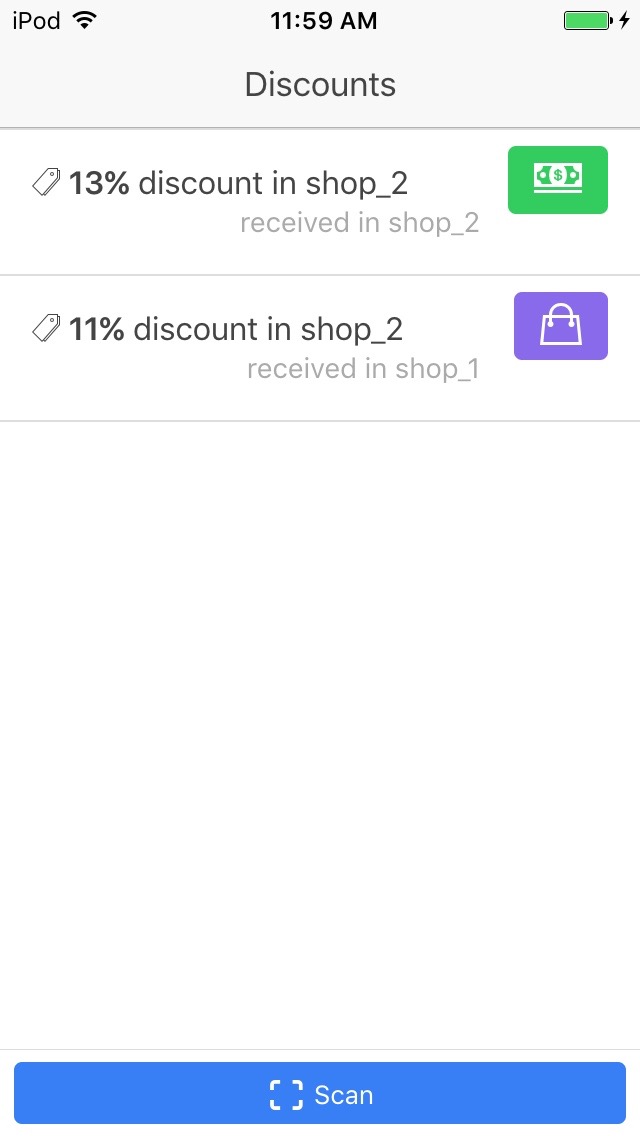 iPod 11:59 AM
Discounts
13% discount in shop_2
received in shop_2
11% discount in shop_2
received in shop_1
Scan